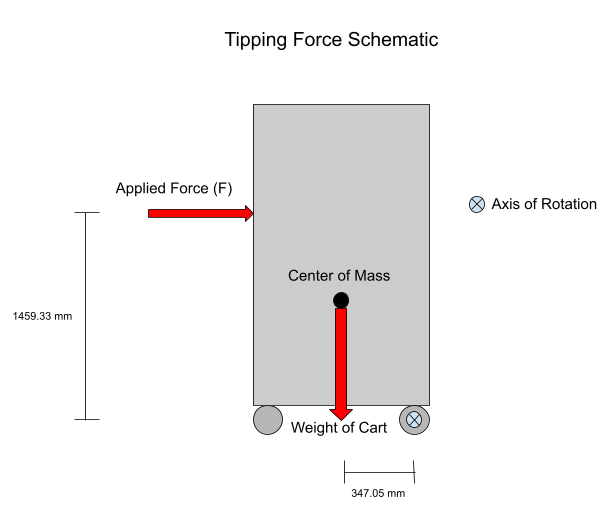 Tipping Force Schematic
Applied Force (F)
Axis of Rotation
Center of Mass
1459.33 mm
Weight of Cart
347.05 mm